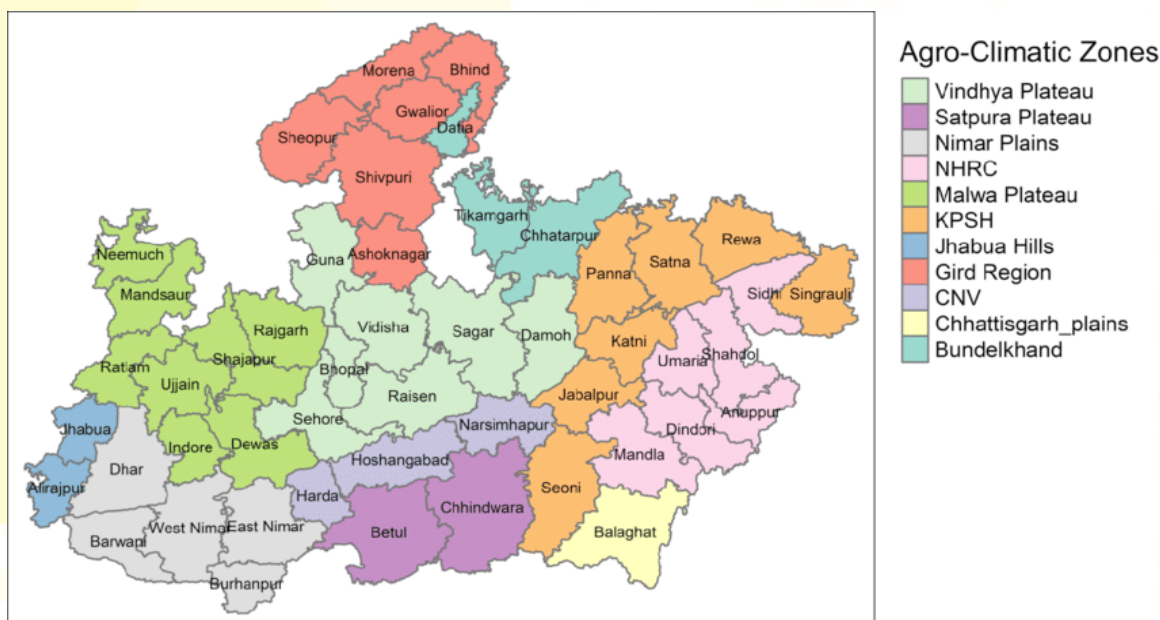 Agro-Climatic Zones
Vindhya Plateau
Satpura Plateau
Nimar Plains
NHRC
Malwa Plateau
KPSH
Jhabua Hills
Gird Region
CNV
Chhattisgarh_plains
Bundelkhand
Morena
Bhind
Gwalior
Datia
Sheopur
Shivpuri
Tikamgarh
Chhatarpur
Ashoknagar
Guna
Neemuch
Mandsaur
Rewa
Satna
Panna
Sidhi
Singrauli
Vidisha
Sagar
Damoh
Rajgarh
Shajapur
Katni
Umaria
Shahdol
Ratlam
Ujjain
Bhopal
Raisen
Jabalpur
Anuppur
Sehore
Narsimhapur
Dindori
Jhabua
Indore
Dewas
Mandla
Hoshangabad
Dhar
Alirajpur
Harda
Seoni
Chhindwara
Betul
Balaghat
West Nimar
East Nimar
Barwani
Burhanpur